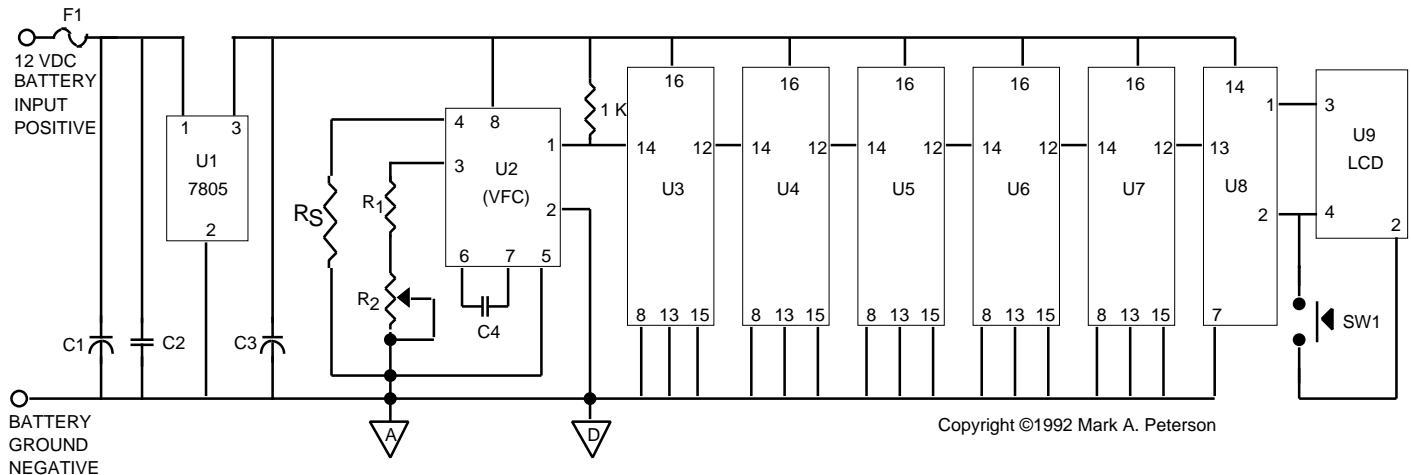 F1
12 VDC
BATTERY
INPUT
POSITIVE
1 3
U1
7805
2
C1
C2
C3
RS
R1
R2
4 8
3
1
U2
(VFC)
2
6 7 5
C4
1 K
16
14 12
U3
8 13 15
16
14 12
U4
8 13 15
16
14 12
U5
8 13 15
16
14 12
U6
8 13 15
16
14 12
U7
8 13 15
14
1
13
U8
2
7
3
U9
LCD
4
2
SW1
BATTERY
GROUND
NEGATIVE
A
D
Copyright ©1992 Mark A. Peterson